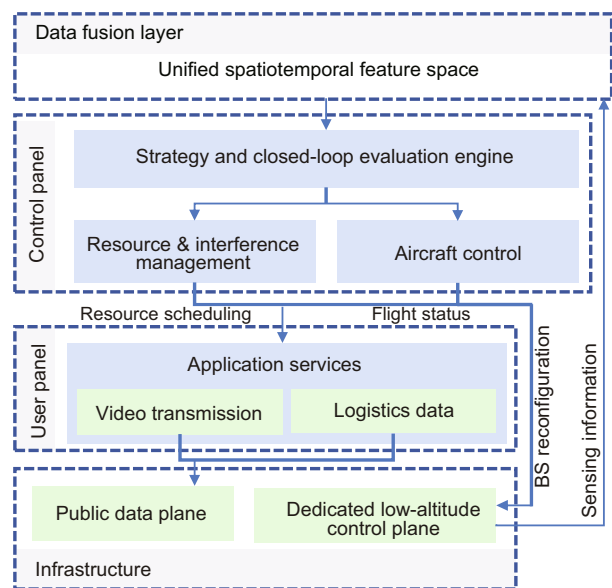 Data fusion layer
Unified spatiotemporal feature space
Control panel
Strategy and closed-loop evaluation engine
Resource & interference
management
Aircraft control
Resource scheduling
Flight status
User panel
Application services
Video transmission
Logistics data
BS reconfiguration
Sensing information
Public data plane
Dedicated low-altitude
control plane
Infrastructure